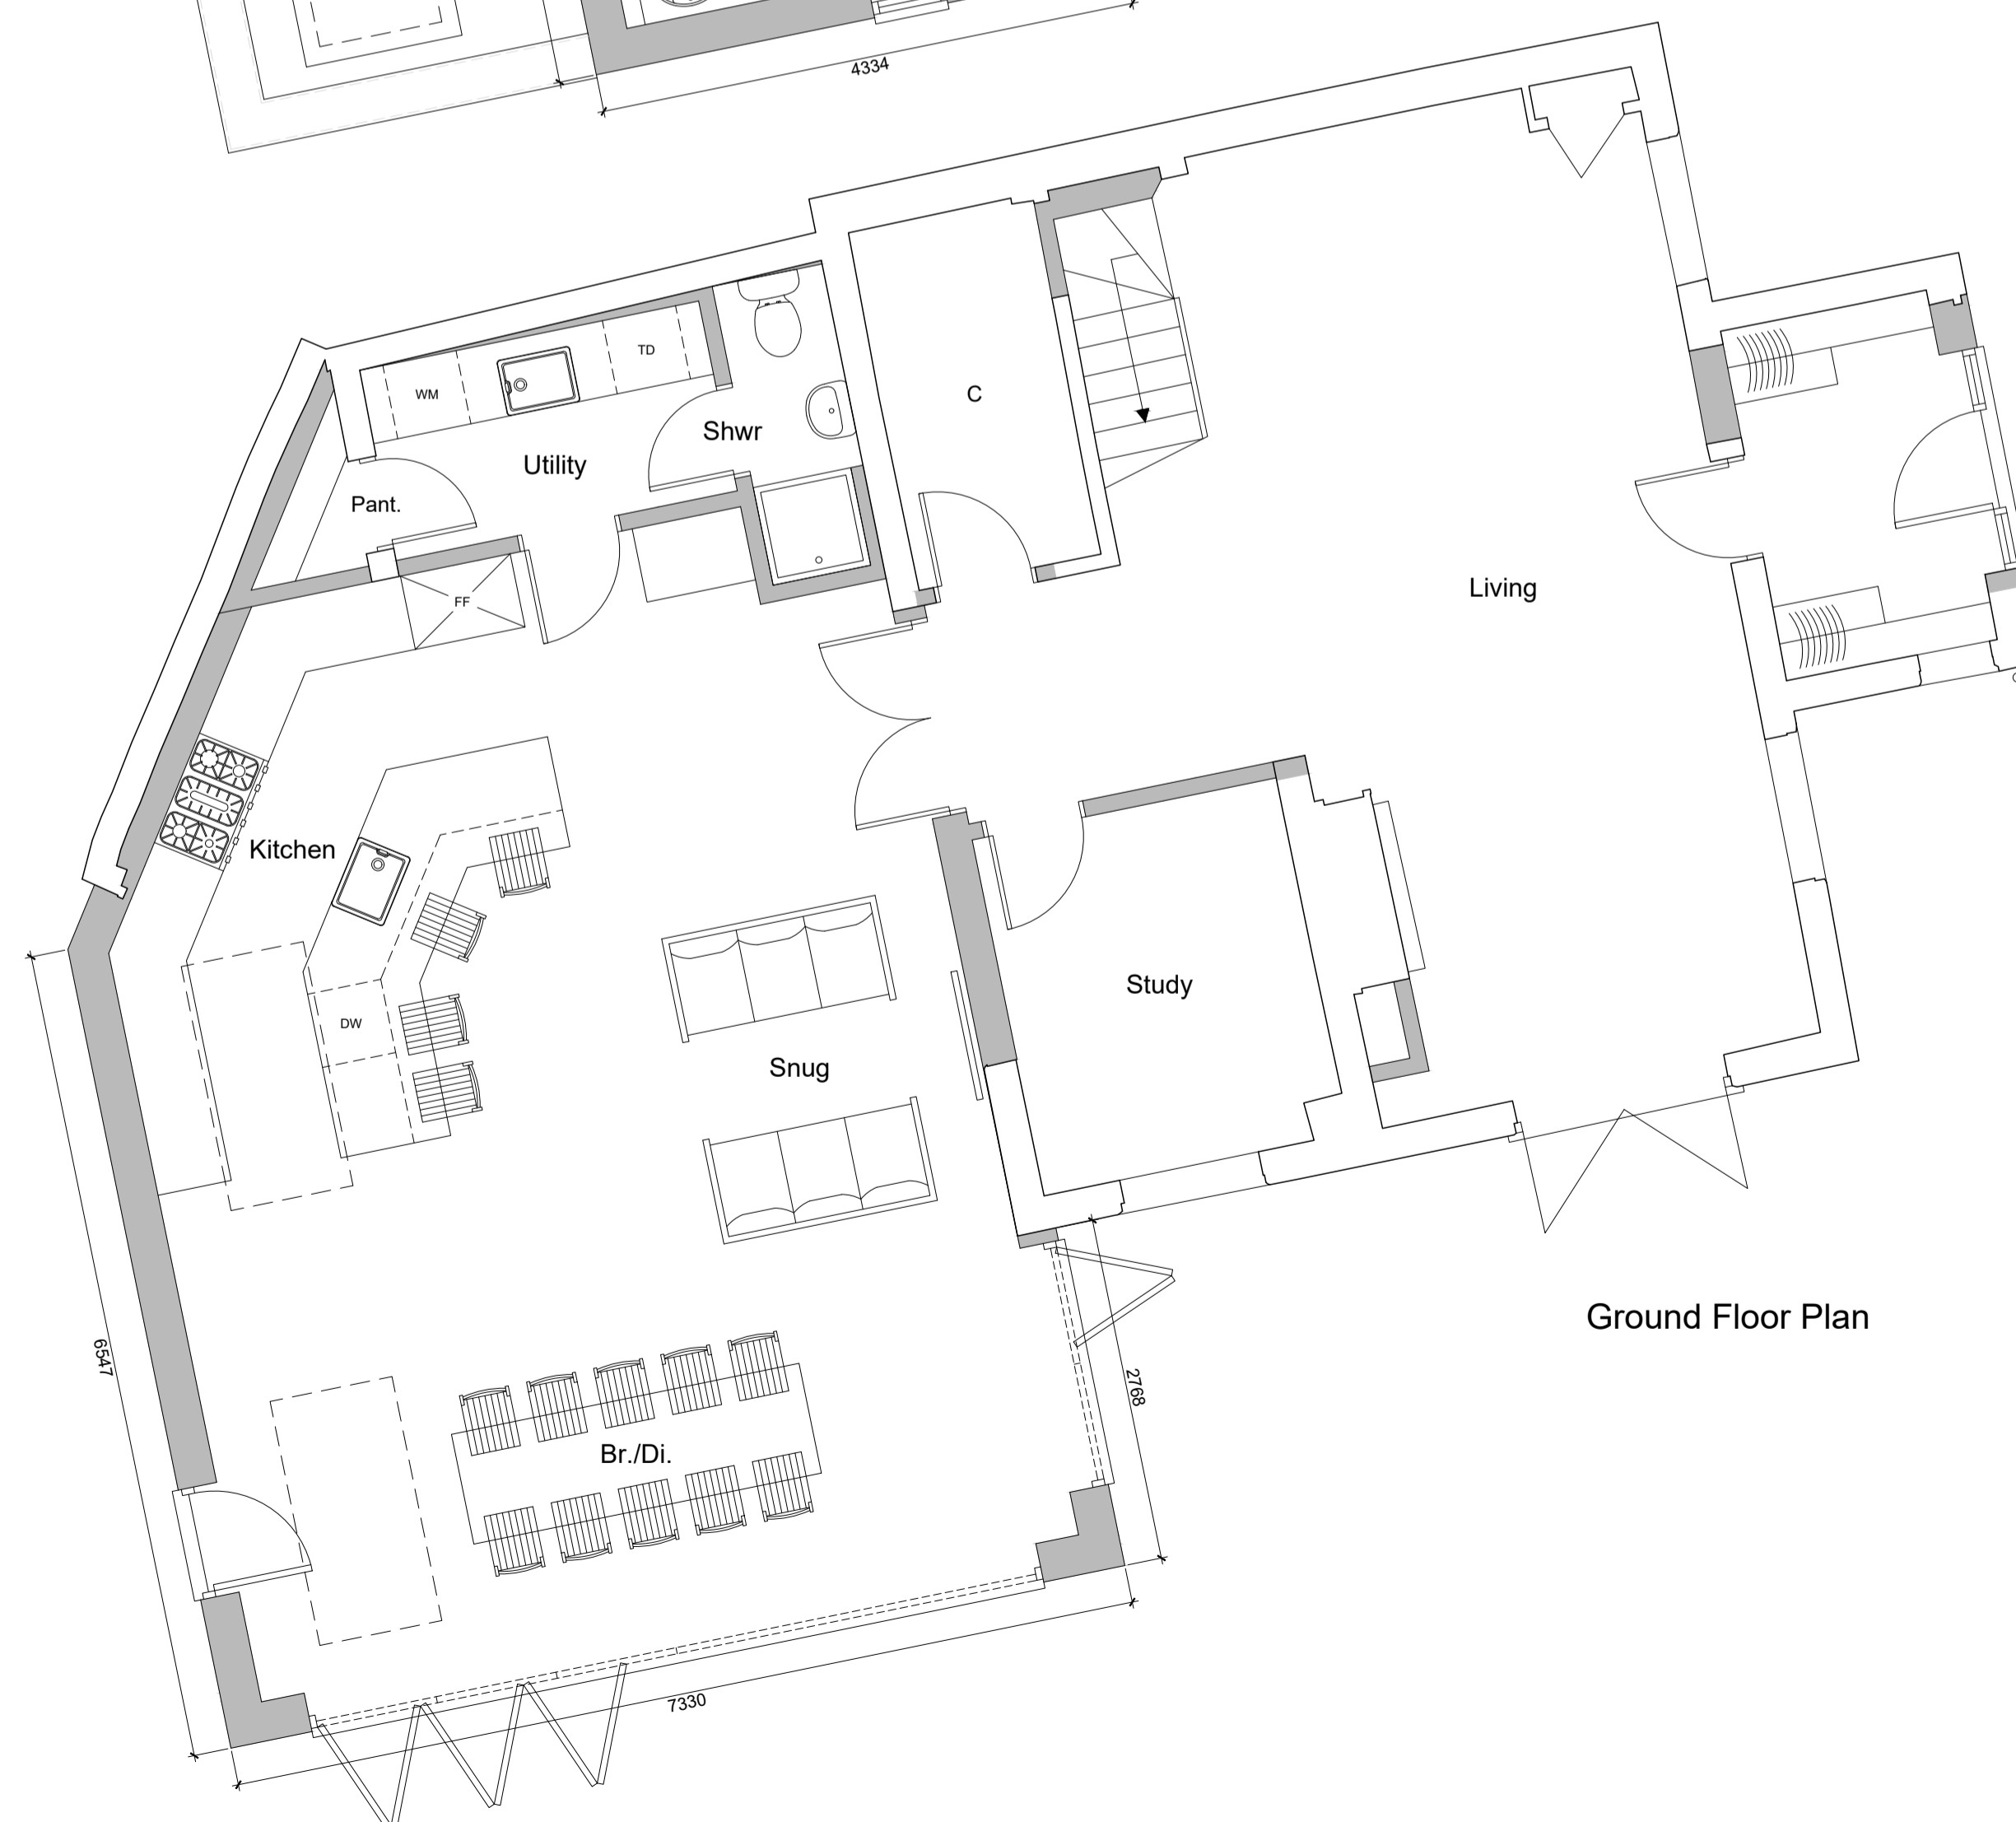 4334
TD
WM
C
Shwr
Utility
Pant.
Living
FF
Kitchen
Study
DW
Snug
Ground Floor Plan
6547
2768
Br./Di.
7330